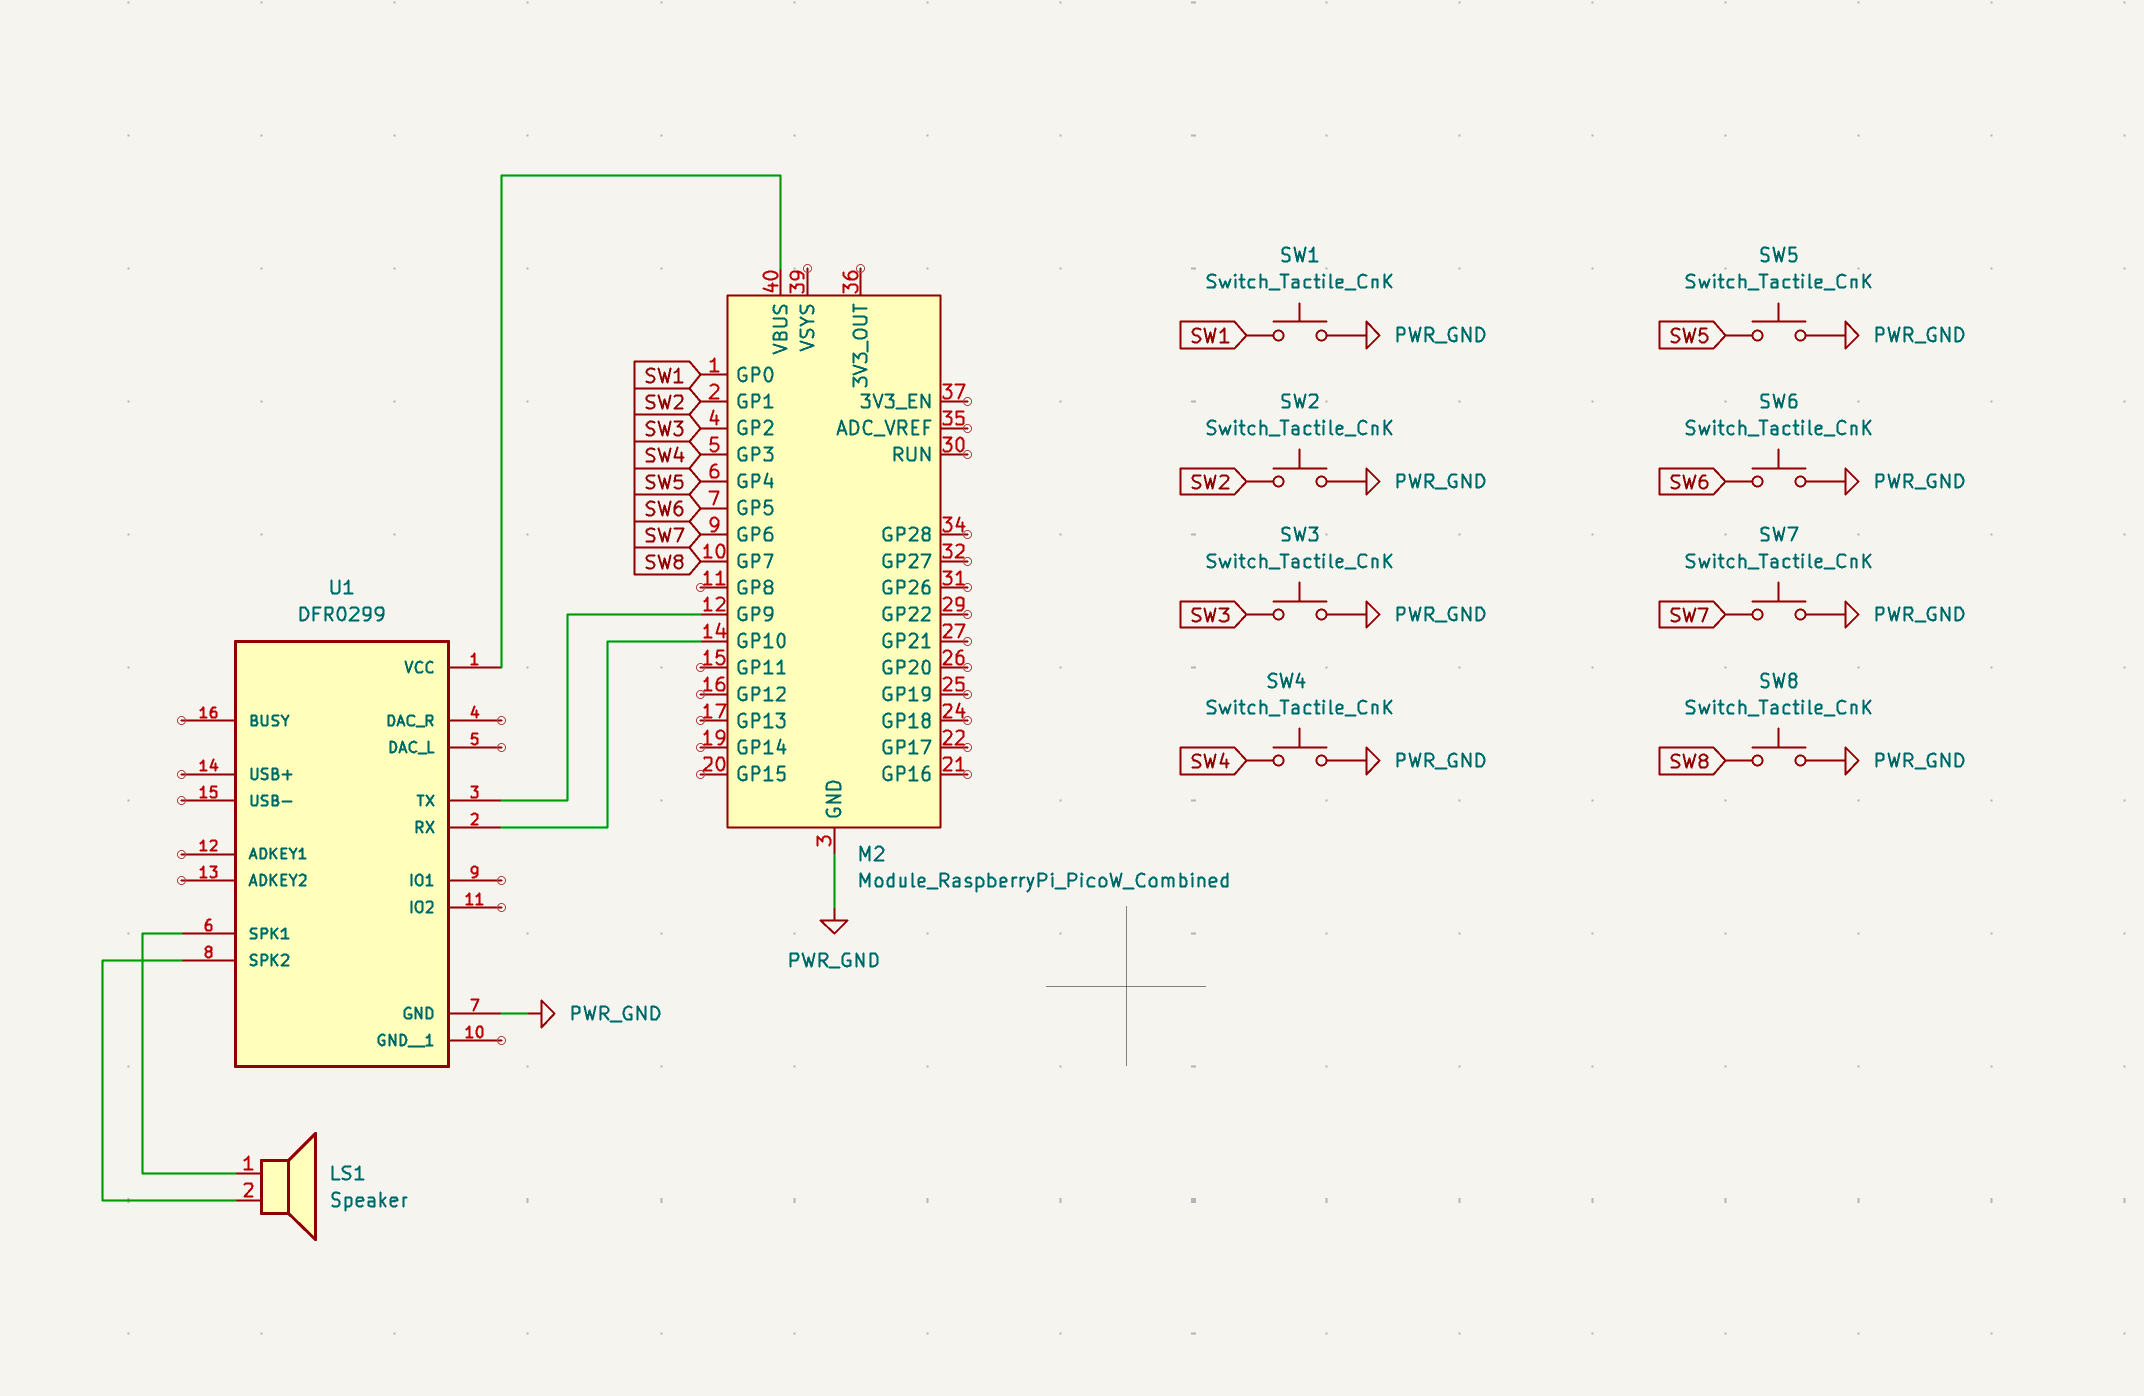 U1
DFR0299
VCC 1
16 BUSY
DAC_R 4
DAC_L 5
14 USB+
15 USB-
TX 3
RX 2
12 ADKEY1
13 ADKEY2
IO1 9
IO2 11
6 SPK1
8 SPK2
GND 7
GND__1 10
PWR_GND
1
2
LS1
Speaker
40 39 36
VBUS VSYS 3V3_OUT
SW1 1 GP0
SW2 2 GP1
SW3 4 GP2
SW4 5 GP3
SW5 6 GP4
SW6 7 GP5
SW7 9 GP6
SW8 10 GP7
11 GP8
12 GP9
14 GP10
15 GP11
16 GP12
17 GP13
19 GP14
20 GP15
3V3_EN 37
ADC_VREF 35
RUN 30
GP28 34
GP27 32
GP26 31
GP22 29
GP21 27
GP20 26
GP19 25
GP18 24
GP17 22
GP16 21
GND
3
M2
Module_RaspberryPi_PicoW_Combined
PWR_GND
SW1
Switch_Tactile_CnK
SW1 PWR_GND
SW2
Switch_Tactile_CnK
SW2 PWR_GND
SW3
Switch_Tactile_CnK
SW3 PWR_GND
SW4
Switch_Tactile_CnK
SW4 PWR_GND
SW5
Switch_Tactile_CnK
SW5 PWR_GND
SW6
Switch_Tactile_CnK
SW6 PWR_GND
SW7
Switch_Tactile_CnK
SW7 PWR_GND
SW8
Switch_Tactile_CnK
SW8 PWR_GND